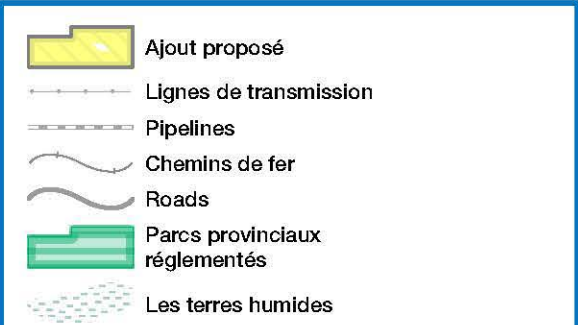 Ajout proposé
Lignes de transmission
Pipelines
Chemins de fer
Roads
Parcs provinciaux
réglementés
Les terres humides